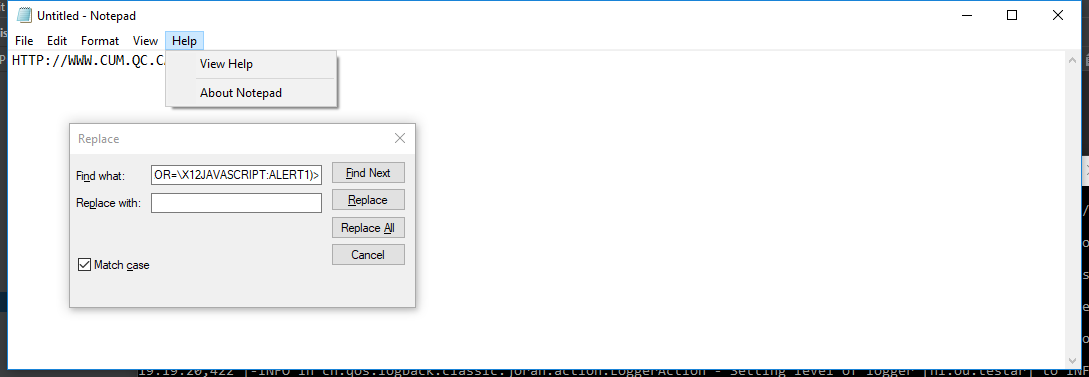 Untitled - Notepad
File Edit Format View Help
HTTP://WWW.CUM.QC.C
View Help
About Notepad
Replace
Find what: OR=\X12JAVASCRIPT:ALERT1)> Find Next
Replace with: Replace
Replace All
Cancel
Match case
19:19:20,422 |-INFO in ch.qos.logback.classic.joran.action.LoggerAction - Setting level of logger [nl.ou.testar] to INF